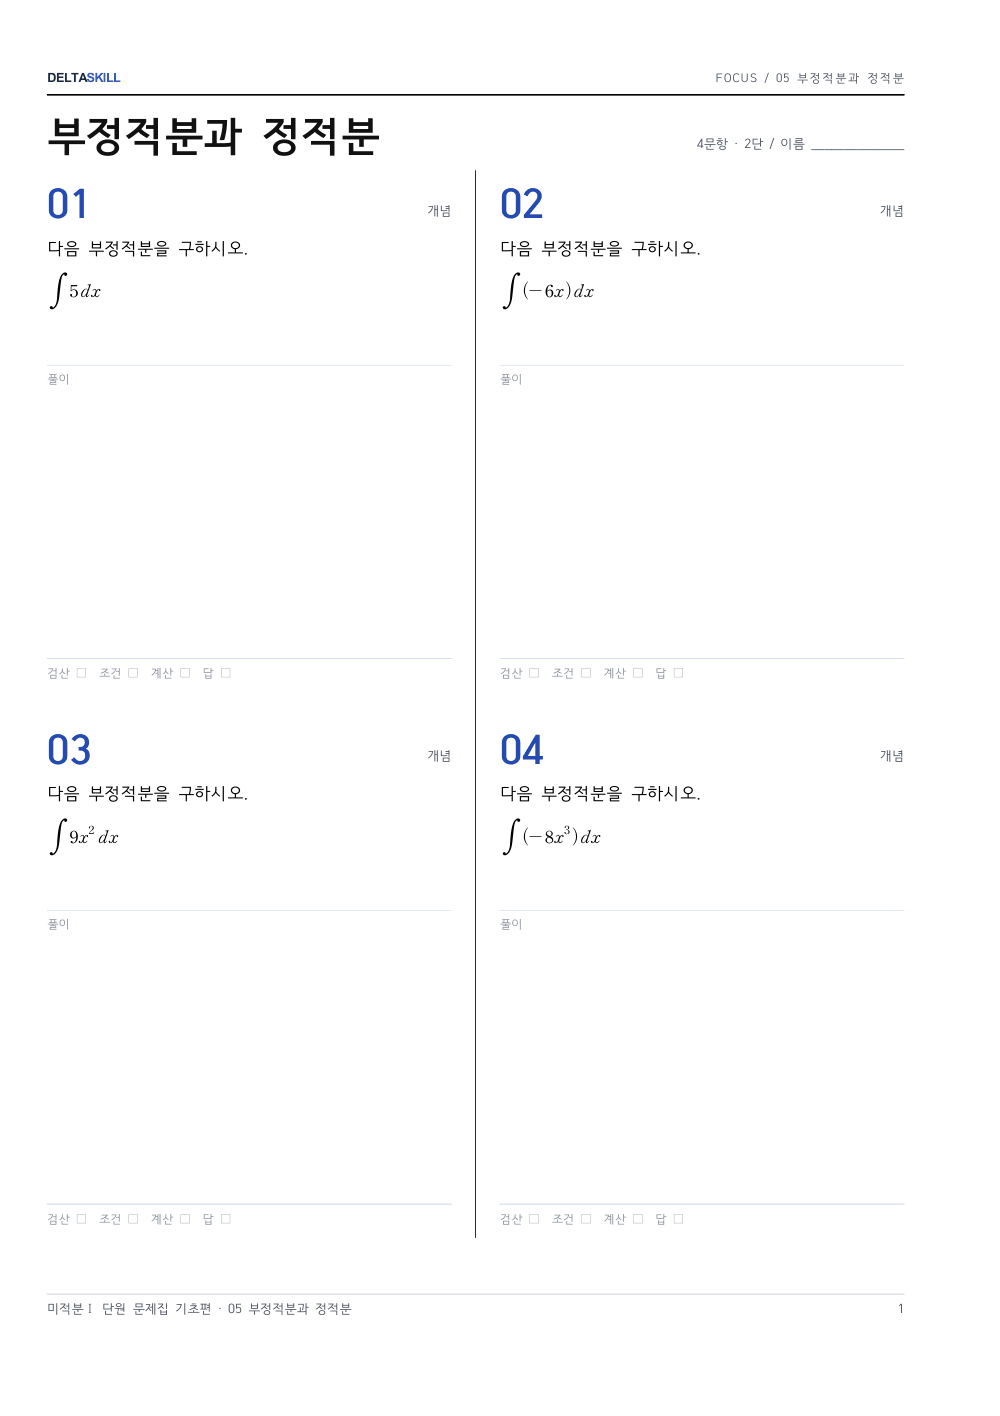 DELTASKILL
FOCUS / 05 부정적분과 정적분
부정적분과 정적분
4문항 · 2단 / 이름 ______________
01
개념
다음 부정적분을 구하시오.
∫ 5 dx
풀이
검산 □ 조건 □ 계산 □ 답 □
02
개념
다음 부정적분을 구하시오.
∫ (−6x) dx
풀이
검산 □ 조건 □ 계산 □ 답 □
03
개념
다음 부정적분을 구하시오.
∫ 9x² dx
풀이
검산 □ 조건 □ 계산 □ 답 □
04
개념
다음 부정적분을 구하시오.
∫ (−8x³) dx
풀이
검산 □ 조건 □ 계산 □ 답 □
미적분Ⅰ 단원 문제집 기초편 · 05 부정적분과 정적분
1